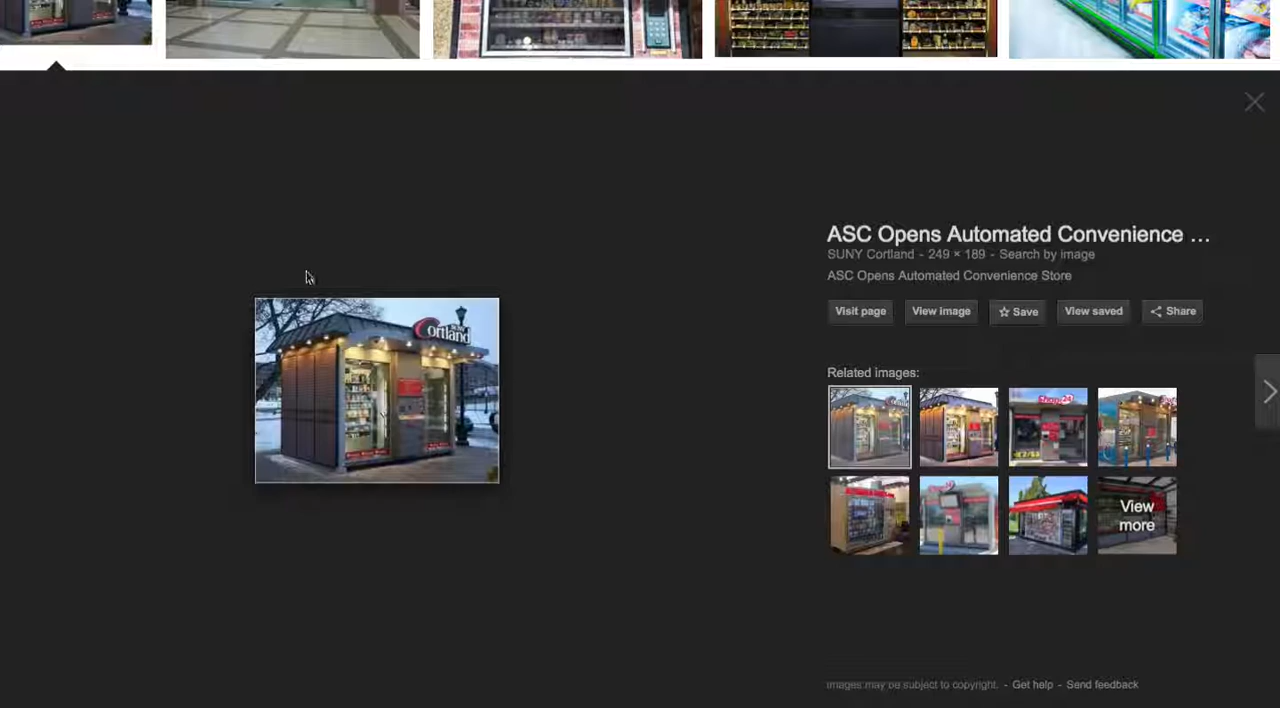 ASC Opens Automated Convenience ...
SUNY Cortland - 249 × 189 - Search by image
ASC Opens Automated Convenience Store
Visit page
View image
Save
View saved
Share
Cortland
Related images:
Shop24
View
more
Images may be subject to copyright. - Get help - Send feedback